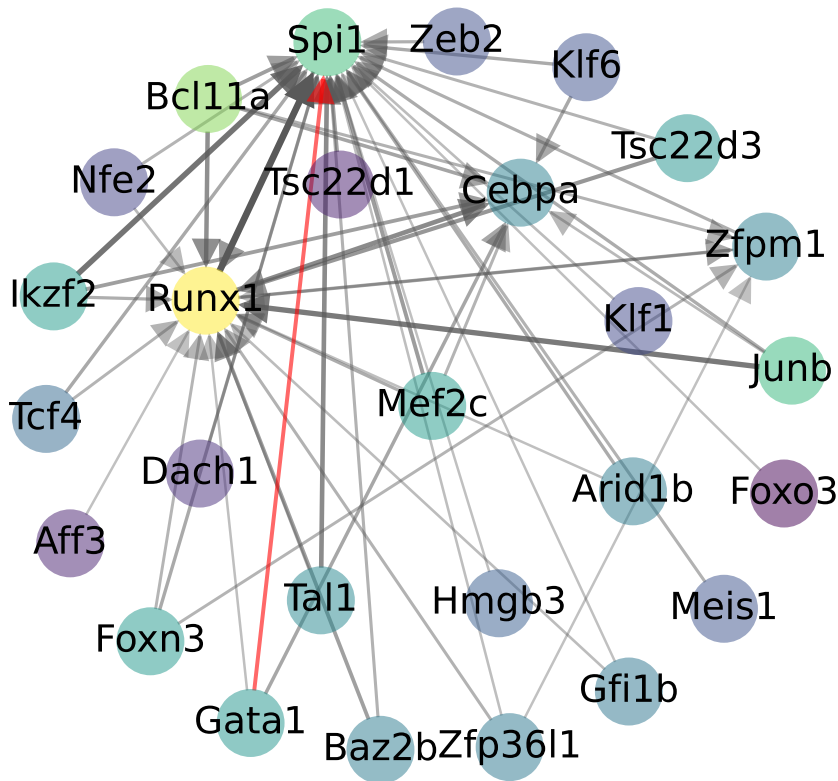 Spi1
Zeb2
Klf6
Bcl11a
Tsc22d3
Nfe2
Tsc22d1
Cebpa
Zfpm1
Ikzf2
Runx1
Klf1
Junb
Tcf4
Mef2c
Dach1
Arid1b
Foxo3
Aff3
Tal1
Hmgb3
Meis1
Foxn3
Gfi1b
Gata1
Baz2b
Zfp36l1